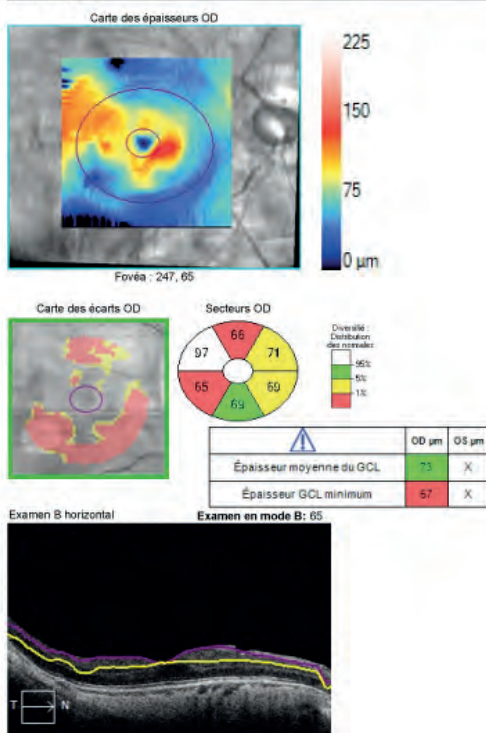 Carte des épaisseurs OD
225
150
75
0 µm
Fovéa : 247, 65
Carte des écarts OD
Secteurs OD
66
97
71
65
69
69
Diversifié :
Distribution
des normales
95%
5%
1%
OD µm
OS µm
Épaisseur moyenne du GCL
73
X
Épaisseur GCL minimum
67
X
Examen B horizontal
Examen en mode B: 65
T
N